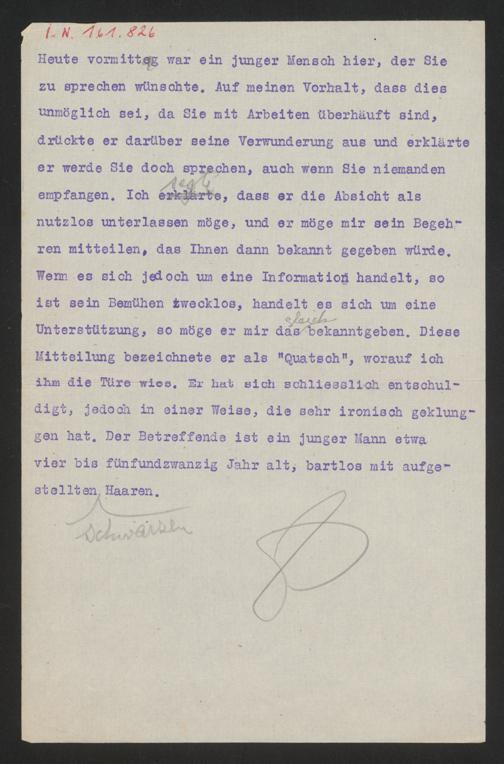 I. N. 161.826
Heute vormittag war ein junger Mensch hier, der Sie
zu sprechen wünschte. Auf meinen Vorhalt, dass dies
unmöglich sei, da Sie mit Arbeiten überhäuft sind,
drückte er darüber seine Verwunderung aus und erklärte
er werde Sie doch sprechen, auch wenn Sie niemanden
sagte
empfangen. Ich erklärte, dass er die Absicht als
nutzlos unterlassen möge, und er möge mir sein Begeh-
ren mitteilen, das Ihnen dann bekannt gegeben würde.
Wenn es sich jedoch um eine Information handelt, so
ist sein Bemühen zwecklos, handelt es sich um eine
gleich
Unterstützung, so möge er mir das bekanntgeben. Diese
Mitteilung bezeichnete er als "Quatsch", worauf ich
ihm die Türe wies. Er hat sich schliesslich entschul-
digt, jedoch in einer Weise, die sehr ironisch geklung-
gen hat. Der Betreffende ist ein junger Mann etwa
vier bis fünfundzwanzig Jahr alt, bartlos mit aufge-
stellten Haaren.
schwarzen